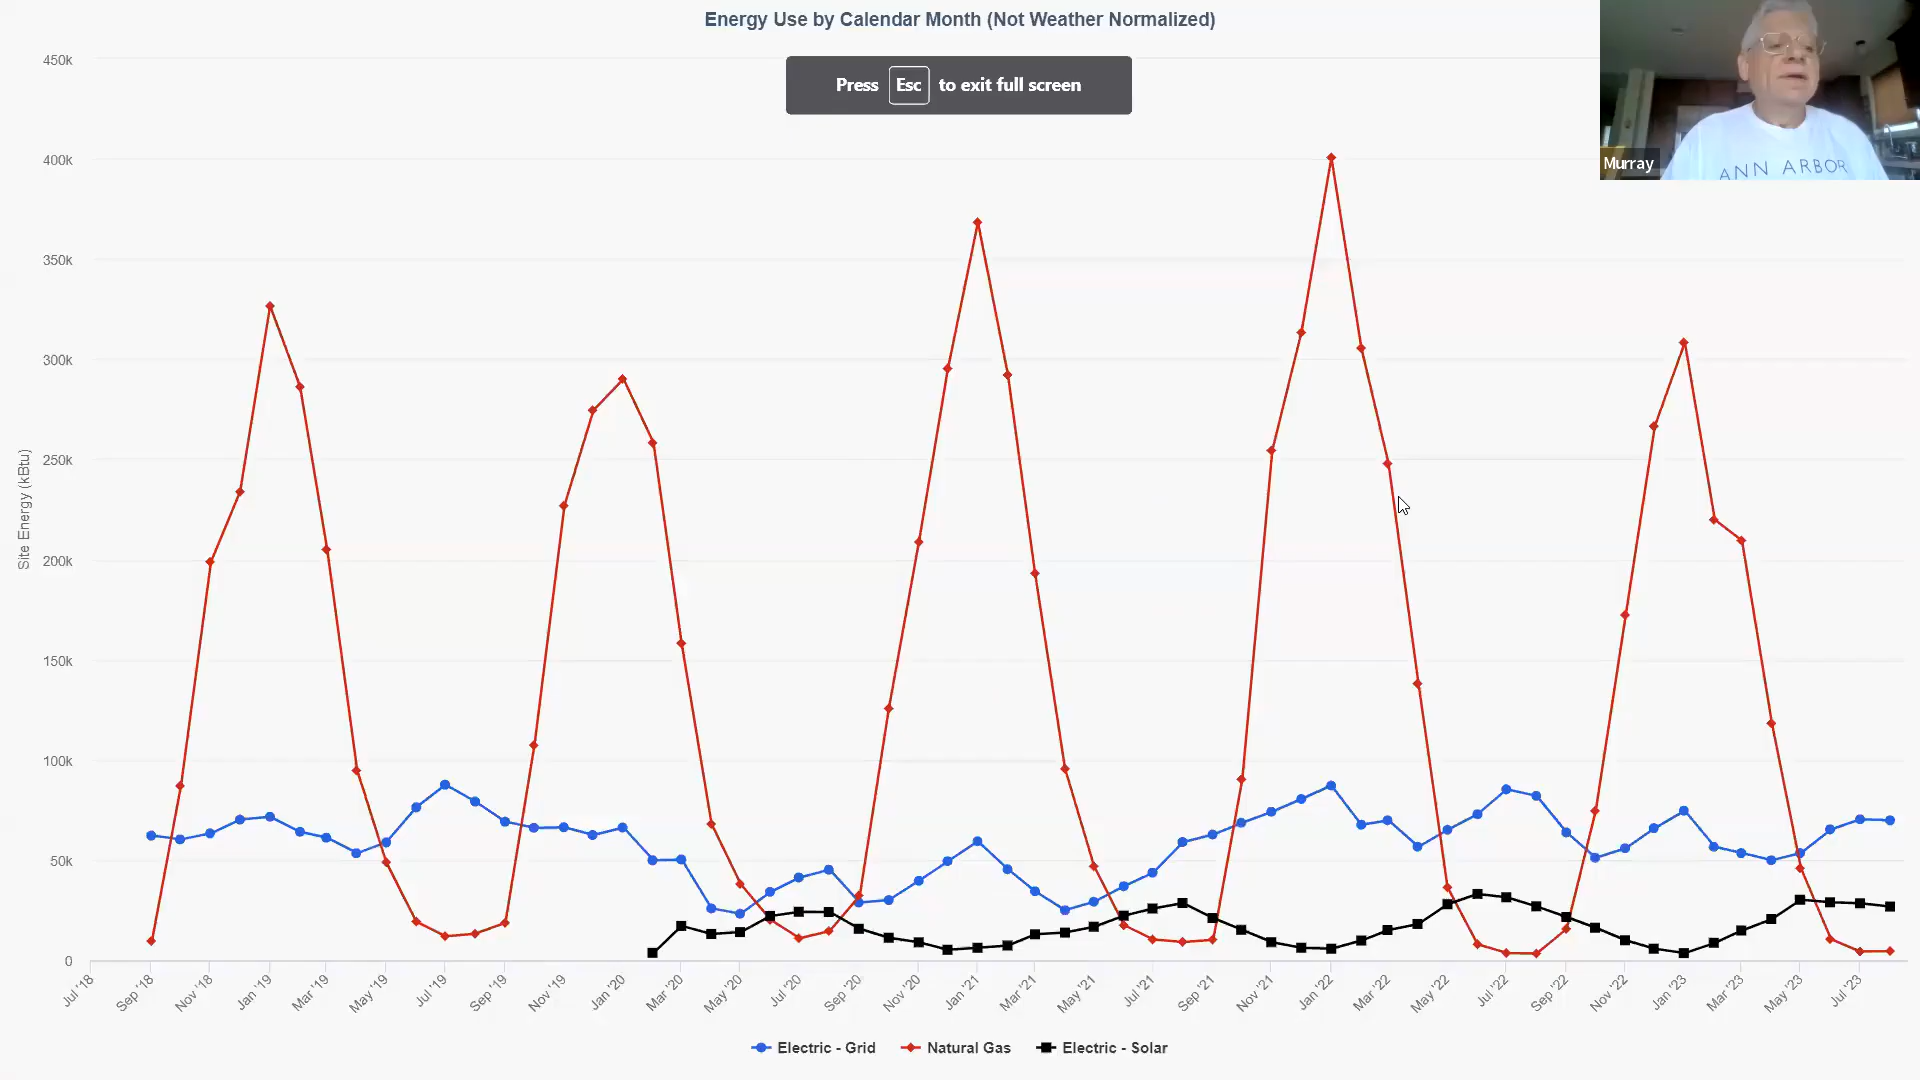 Energy Use by Calendar Month (Not Weather Normalized)
Press Esc to exit full screen
Murray
ANN ARBOR
Site Energy (kBtu)
450k
400k
350k
300k
250k
200k
150k
100k
50k
0
Jul '18
Sep '18
Nov '18
Jan '19
Mar '19
May '19
Jul '19
Sep '19
Nov '19
Jan '20
Mar '20
May '20
Jul '20
Sep '20
Nov '20
Jan '21
Mar '21
May '21
Jul '21
Sep '21
Nov '21
Jan '22
Mar '22
May '22
Jul '22
Sep '22
Nov '22
Jan '23
Mar '23
May '23
Jul '23
Electric - Grid
Natural Gas
Electric - Solar